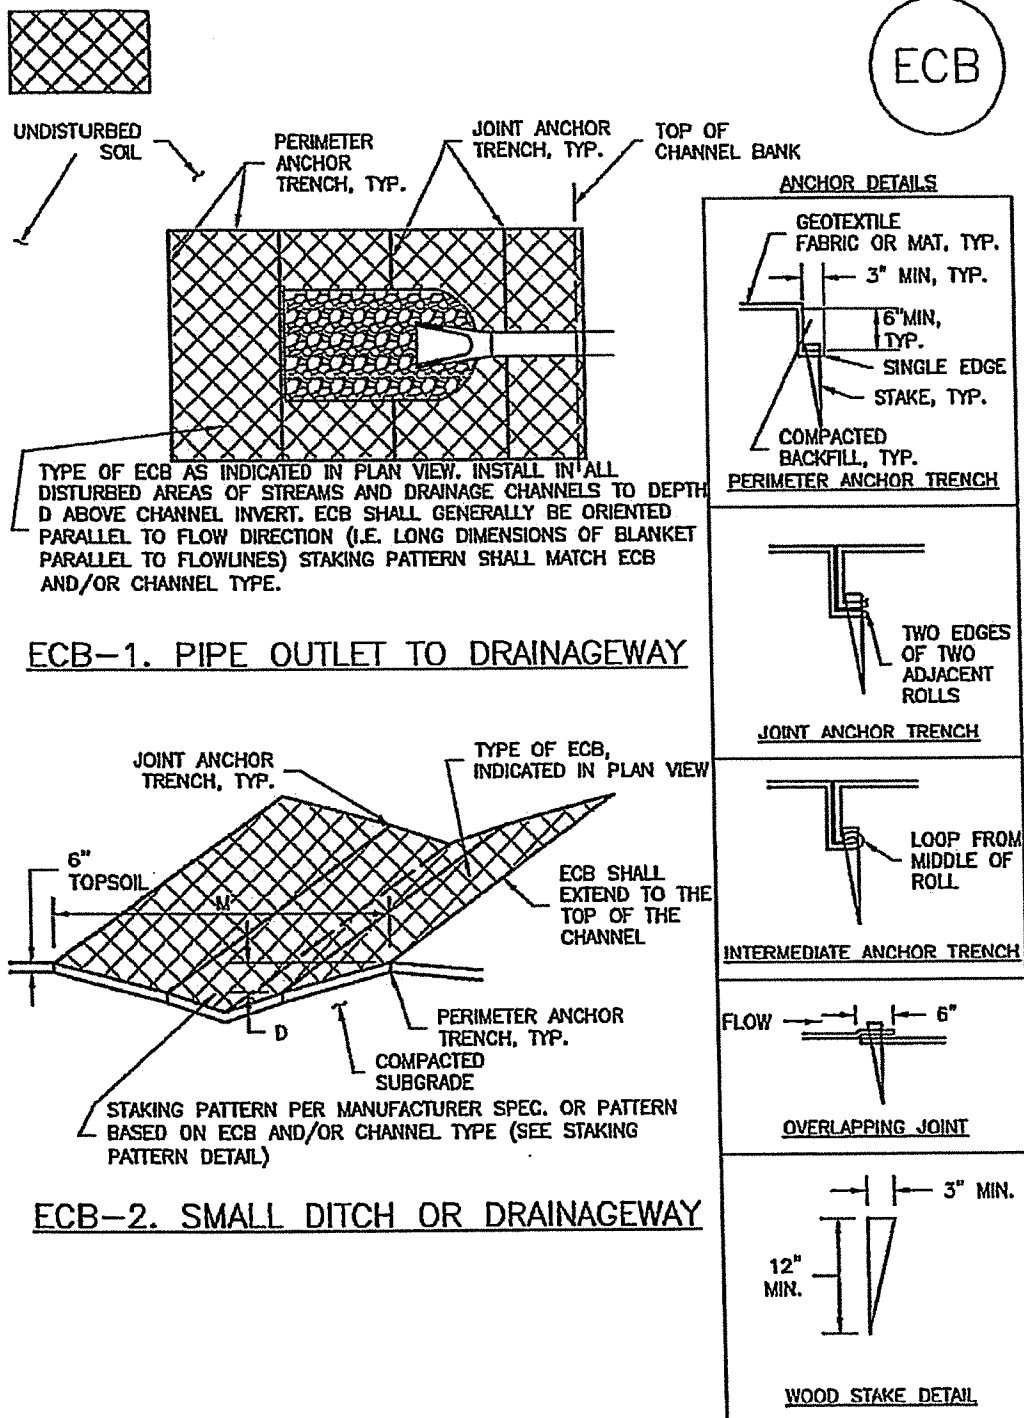 ECB
UNDISTURBED
SOIL
PERIMETER
ANCHOR
TRENCH, TYP.
JOINT ANCHOR
TRENCH, TYP.
TOP OF
CHANNEL BANK
TYPE OF ECB AS INDICATED IN PLAN VIEW. INSTALL IN ALL
DISTURBED AREAS OF STREAMS AND DRAINAGE CHANNELS TO DEPTH
D ABOVE CHANNEL INVERT. ECB SHALL GENERALLY BE ORIENTED
PARALLEL TO FLOW DIRECTION (I.E. LONG DIMENSIONS OF BLANKET
PARALLEL TO FLOWLINES) STAKING PATTERN SHALL MATCH ECB
AND/OR CHANNEL TYPE.
ECB-1. PIPE OUTLET TO DRAINAGEWAY
JOINT ANCHOR
TRENCH, TYP.
TYPE OF ECB,
INDICATED IN PLAN VIEW
6"
TOPSOIL
M
ECB SHALL
EXTEND TO THE
TOP OF THE
CHANNEL
D
PERIMETER ANCHOR
TRENCH, TYP.
COMPACTED
SUBGRADE
STAKING PATTERN PER MANUFACTURER SPEC. OR PATTERN
BASED ON ECB AND/OR CHANNEL TYPE (SEE STAKING
PATTERN DETAIL)
ECB-2. SMALL DITCH OR DRAINAGEWAY
ANCHOR DETAILS
GEOTEXTILE
FABRIC OR MAT, TYP.
3" MIN, TYP.
6"MIN,
TYP.
SINGLE EDGE
STAKE, TYP.
COMPACTED
BACKFILL, TYP.
PERIMETER ANCHOR TRENCH
TWO EDGES
OF TWO
ADJACENT
ROLLS
JOINT ANCHOR TRENCH
LOOP FROM
MIDDLE OF
ROLL
INTERMEDIATE ANCHOR TRENCH
FLOW
6"
OVERLAPPING JOINT
3" MIN.
12"
MIN.
WOOD STAKE DETAIL